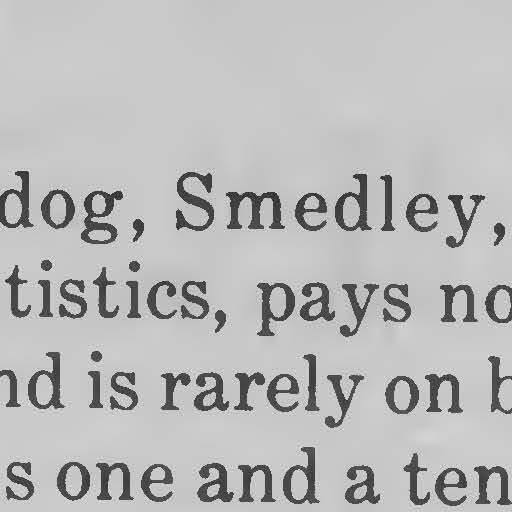 dog, Smedley,
tistics, pays no
nd is rarely on b
s one and a ten